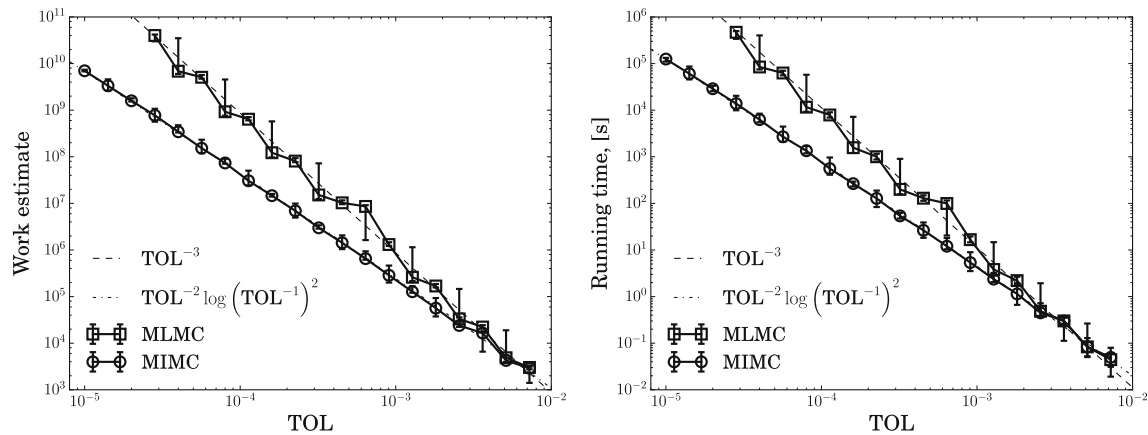 10^11
10^10
10^9
10^8
10^7
10^6
10^5
10^4
10^3
Work estimate
TOL^−3
TOL^−2 log (TOL^−1)^2
MLMC
MIMC
10^−5
10^−4
10^−3
10^−2
TOL
10^6
10^5
10^4
10^3
10^2
10^1
10^0
10^−1
10^−2
Running time, [s]
TOL^−3
TOL^−2 log (TOL^−1)^2
MLMC
MIMC
10^−5
10^−4
10^−3
10^−2
TOL